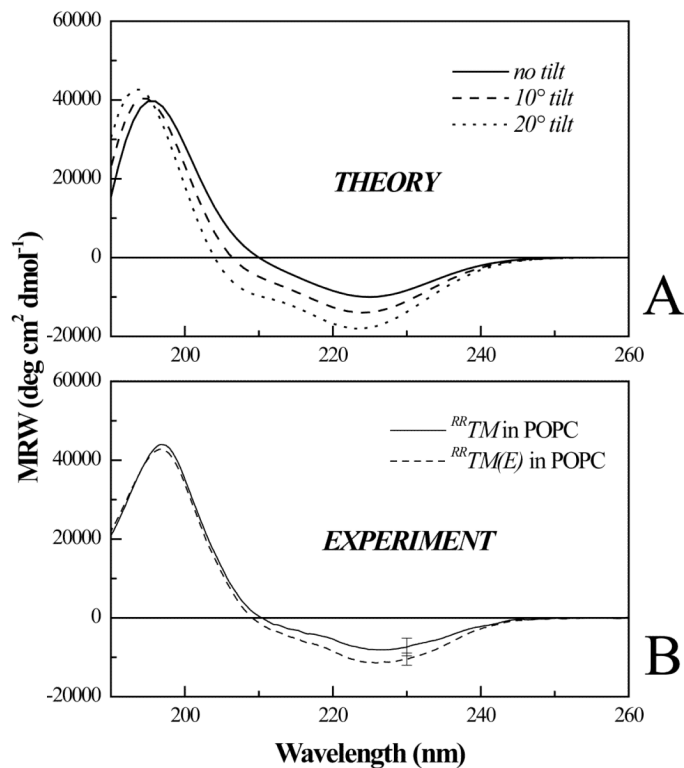 60000
no tilt
40000
10° tilt
20° tilt
20000
THEORY
0
A
-20000
200
220
240
260
MRW (deg cm² dmol⁻¹)
60000
ᴿᴿTM in POPC
40000
ᴿᴿTM(E) in POPC
20000
EXPERIMENT
0
B
-20000
200
220
240
260
Wavelength (nm)